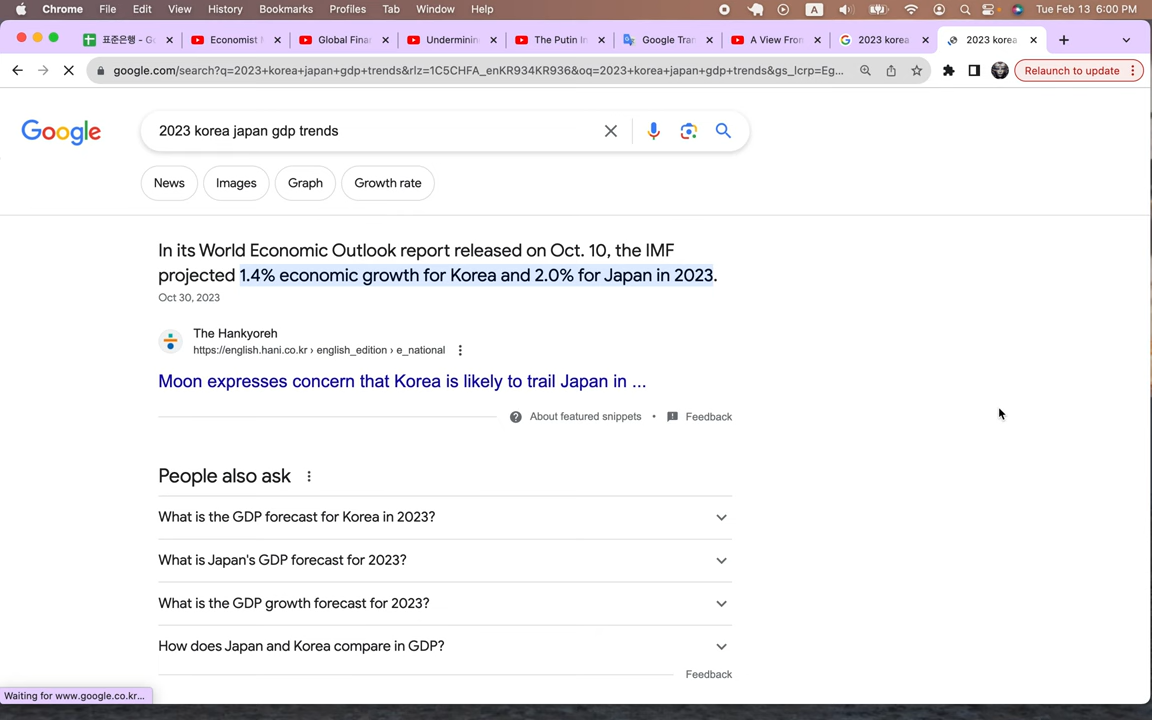 Chrome File Edit View History Bookmarks Profiles Tab Window Help A Tue Feb 13 6:00 PM
표준은행 - G Economist Global Fina Undermining The Putin In Google Tran A View From 2023 korea 2023 korea
google.com/search?q=2023+korea+japan+gdp+trends&rlz=1C5CHFA_enKR934KR936&oq=2023+korea+japan+gdp+trends&gs_lcrp=Eg... Relaunch to update
Google 2023 korea japan gdp trends
News Images Graph Growth rate
In its World Economic Outlook report released on Oct. 10, the IMF
projected 1.4% economic growth for Korea and 2.0% for Japan in 2023.
Oct 30, 2023
The Hankyoreh
https://english.hani.co.kr › english_edition › e_national
Moon expresses concern that Korea is likely to trail Japan in ...
About featured snippets • Feedback
People also ask
What is the GDP forecast for Korea in 2023?
What is Japan's GDP forecast for 2023?
What is the GDP growth forecast for 2023?
How does Japan and Korea compare in GDP?
Feedback
Waiting for www.google.co.kr...